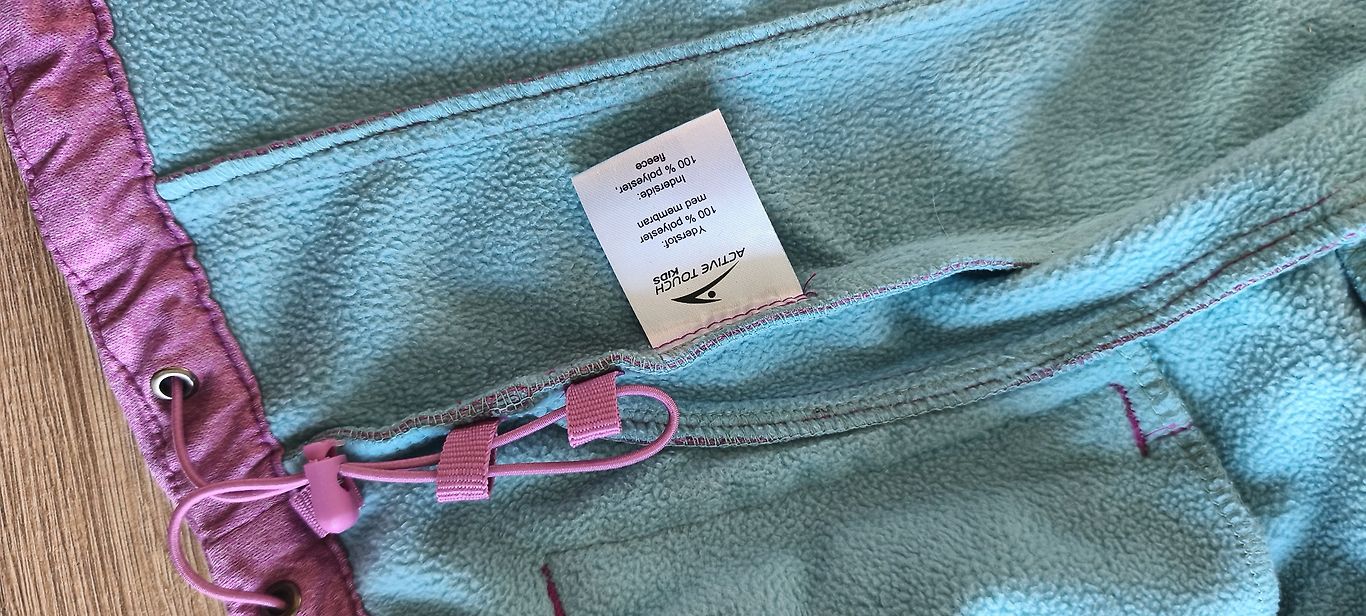 ACTIVE TOUCH
KIDS
Yderstof:
100 % polyester
med membran
Inderside:
100 % polyester,
fleece